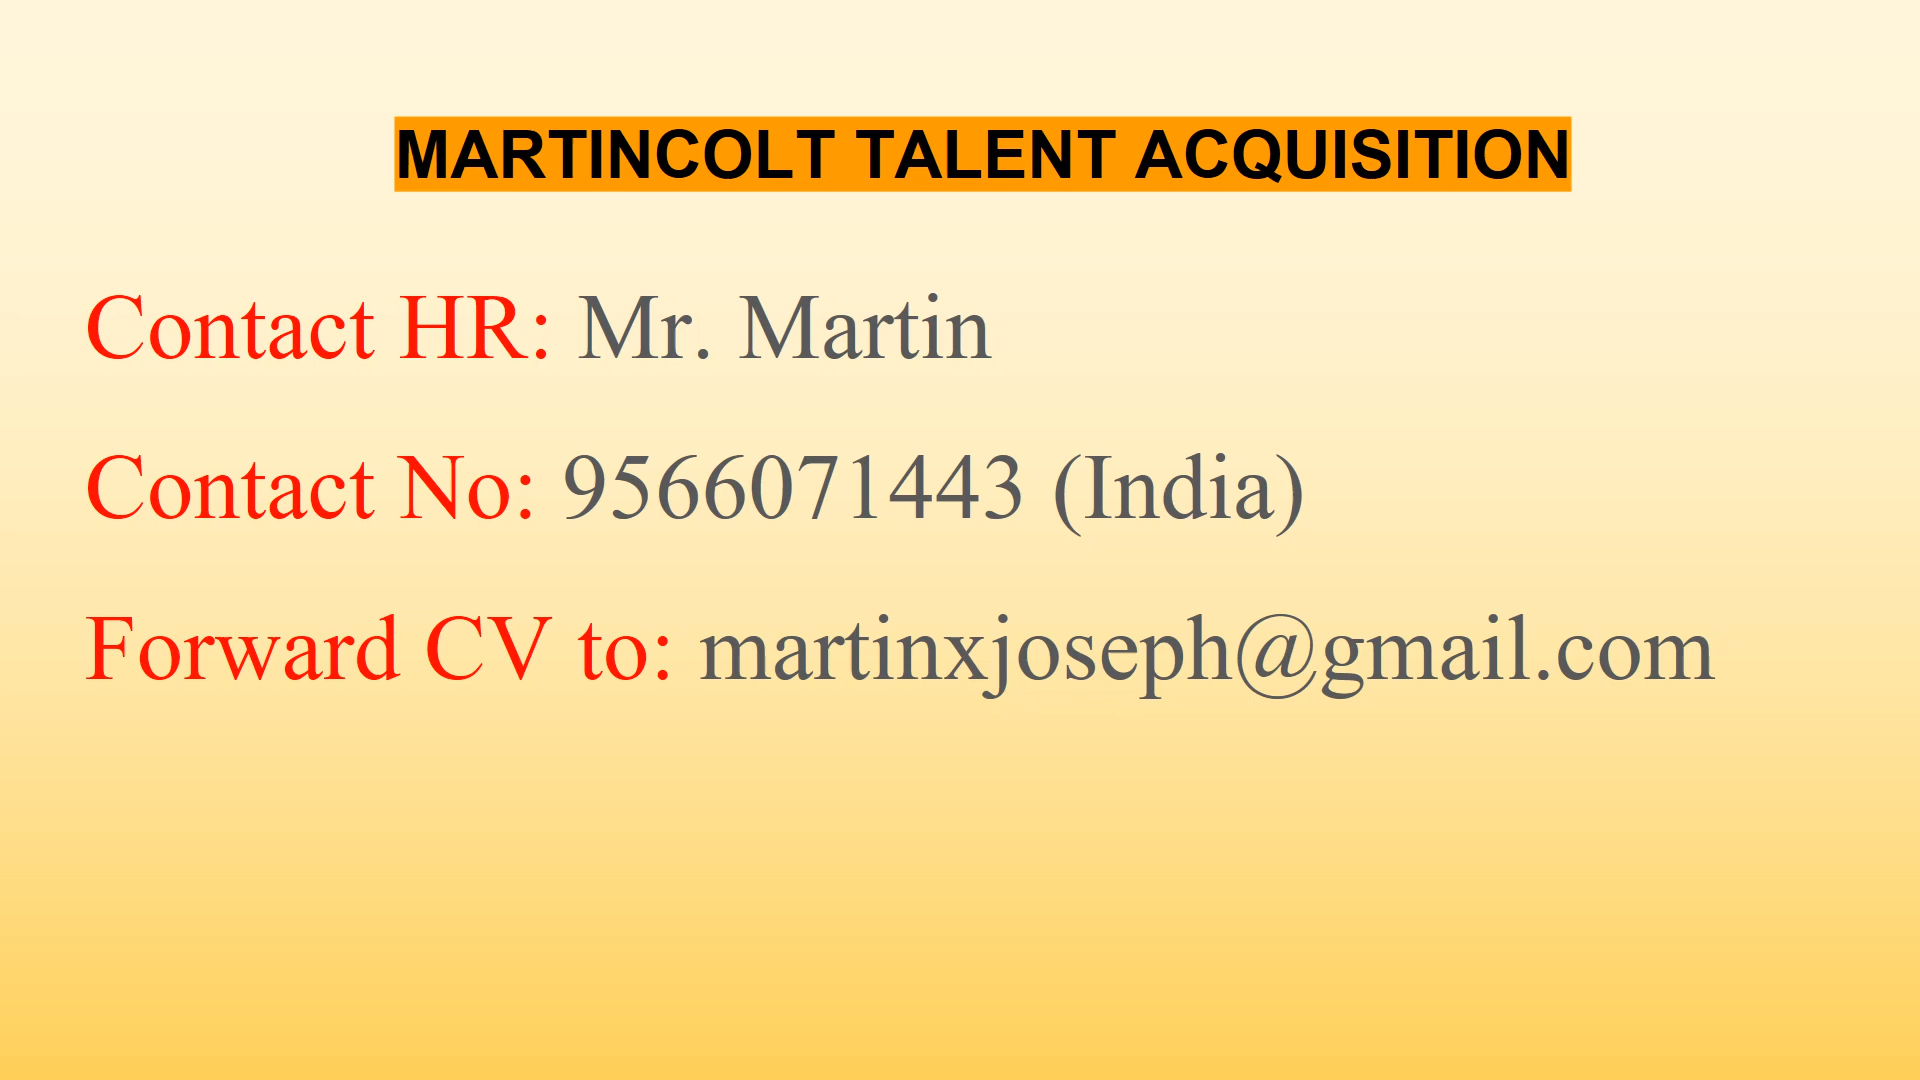 MARTINCOLT TALENT ACQUISITION
Contact HR: Mr. Martin
Contact No: 9566071443 (India)
Forward CV to: martinxjoseph@gmail.com